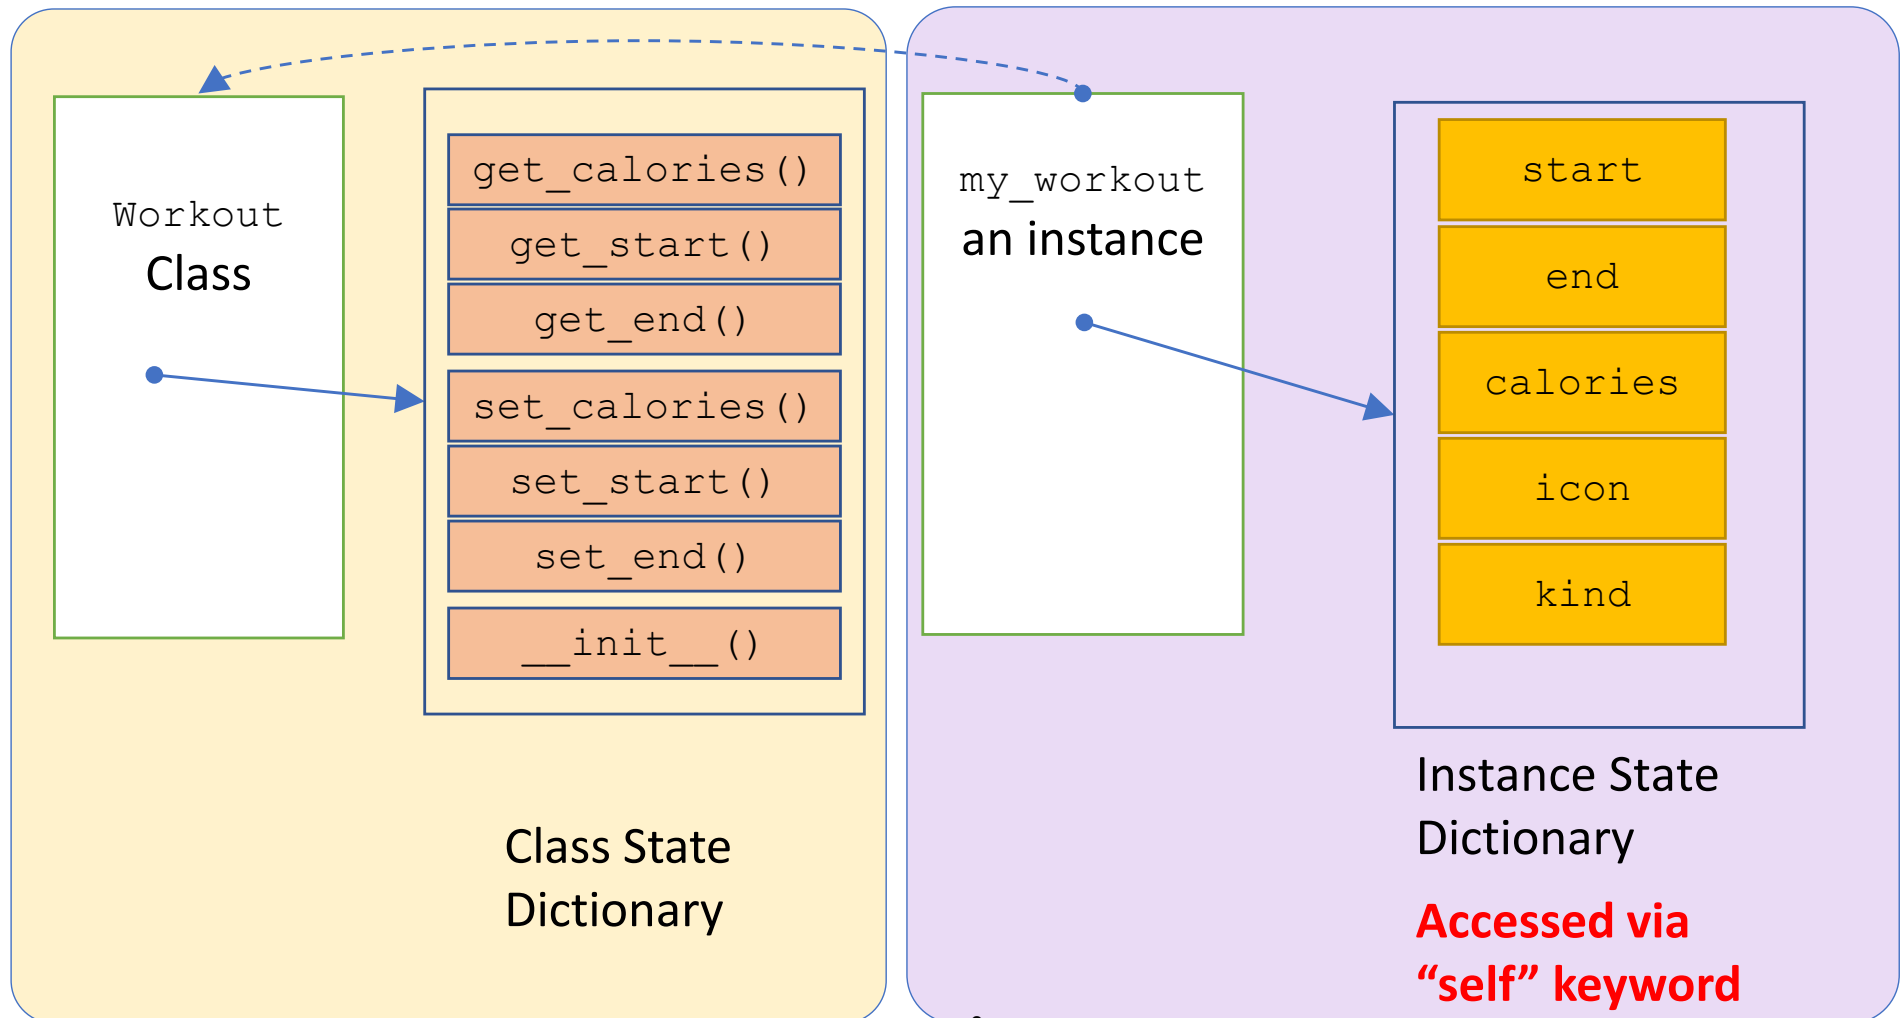 Workout
Class
get_calories()
get_start()
get_end()
set_calories()
set_start()
set_end()
__init__()
Class State
Dictionary
my_workout
an instance
start
end
calories
icon
kind
Instance State
Dictionary
Accessed via
“self” keyword